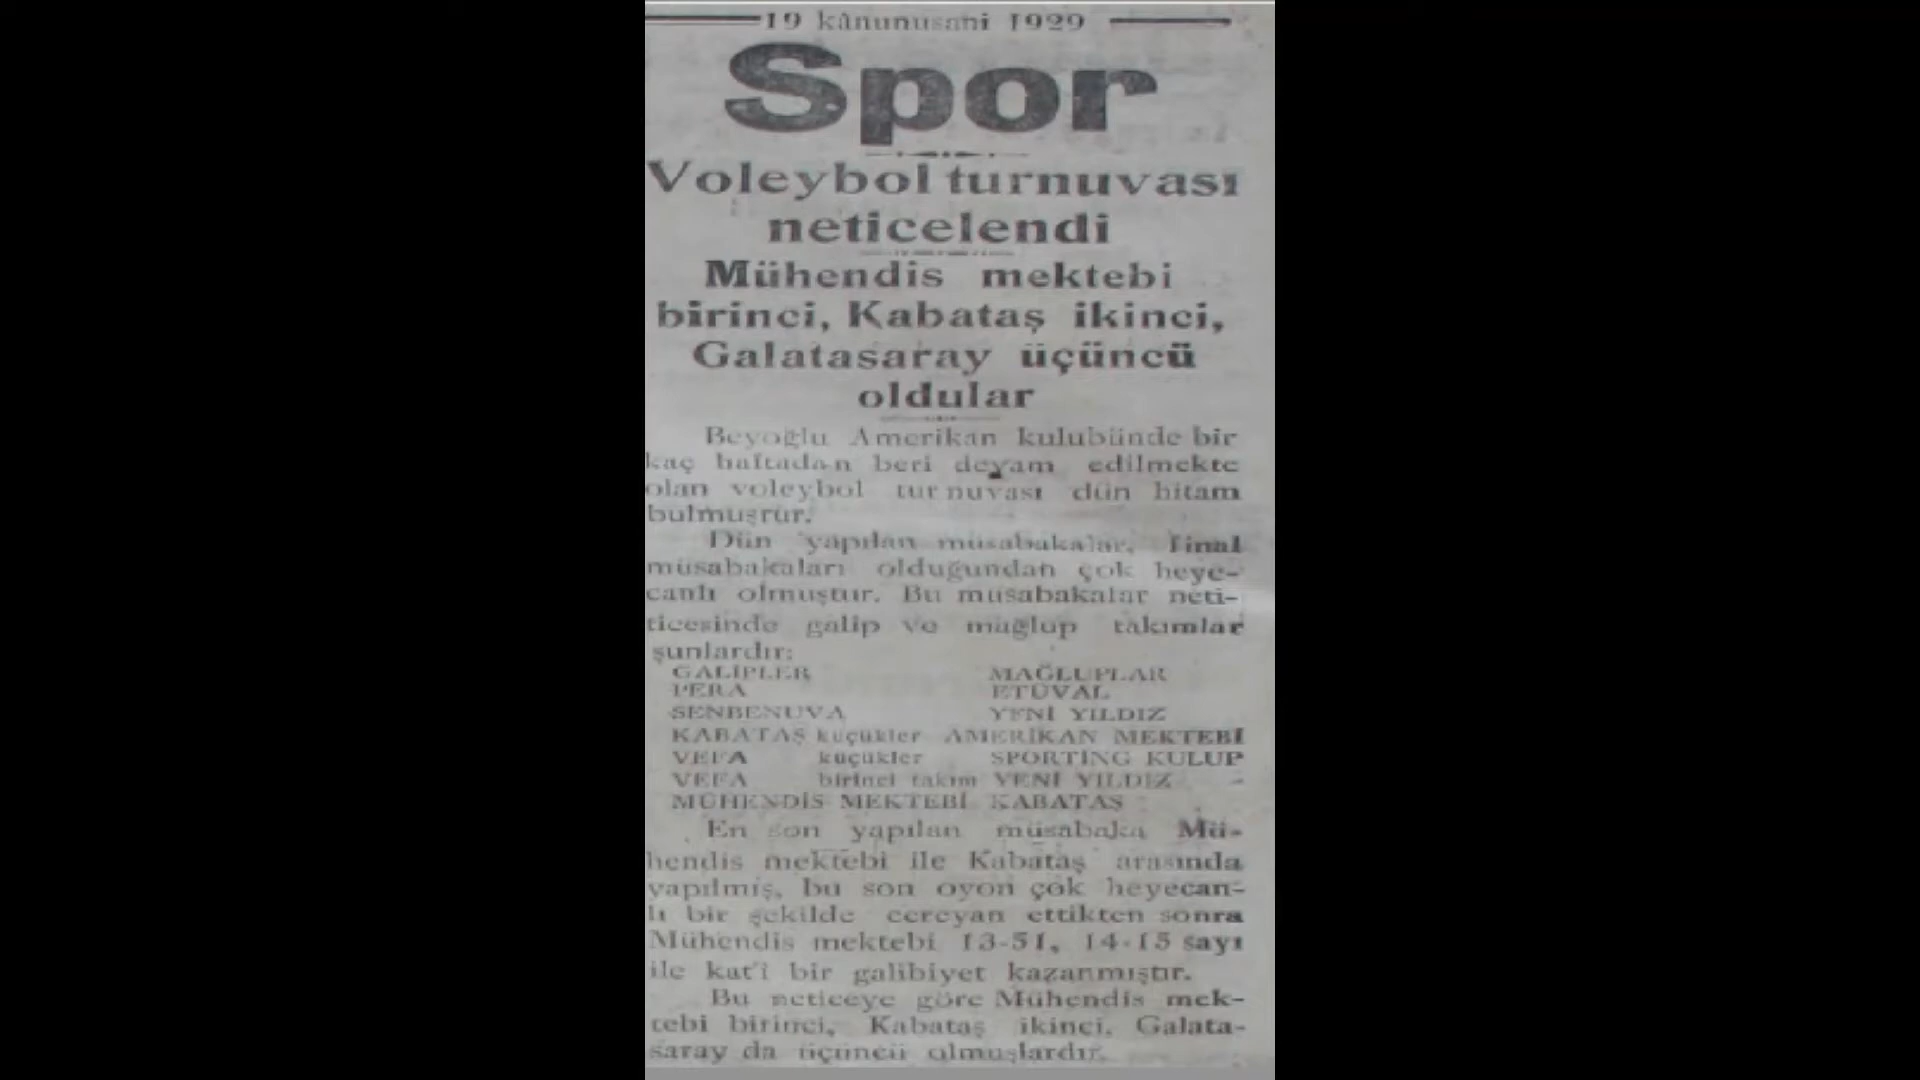 19 kânunusani 1929
Spor
Voleybol turnuvası
neticelendi
Mühendis mektebi
birinci, Kabataş ikinci,
Galatasaray üçüncü
oldular
Beyoğlu Amerikan kulubünde bir
kaç haftadan beri devam edilmekte
olan voleybol turnuvası dün hitam
bulmuştur.
Dün yapılan müsabakalar, final
müsabakaları olduğundan çok heye-
canlı olmuştur. Bu musabakalar neti-
ticesinde galip ve mağlup takımlar
şunlardır:
GALİPLER MAĞLUPLAR
PERA ETÜVAL
SENBENUVA YENİ YILDIZ
KABATAŞ küçükler AMERİKAN MEKTEBİ
VEFA küçükler SPORTİNG KULUP
VEFA birinci takım YENİ YILDIZ
MÜHENDİS MEKTEBİ KABATAŞ
En son yapılan müsabaka Mü-
hendis mektebi ile Kabataş arasında
yapılmış, bu son oyon çok heyecan-
lı bir şekilde cereyan ettikten sonra
Mühendis mektebi 13-51, 14-15 sayı
ile kat'i bir galibiyet kazanmıştır.
Bu neticeye göre Mühendis mek-
tebi birinci, Kabataş ikinci, Galata-
saray da üçüncü olmuşlardır.